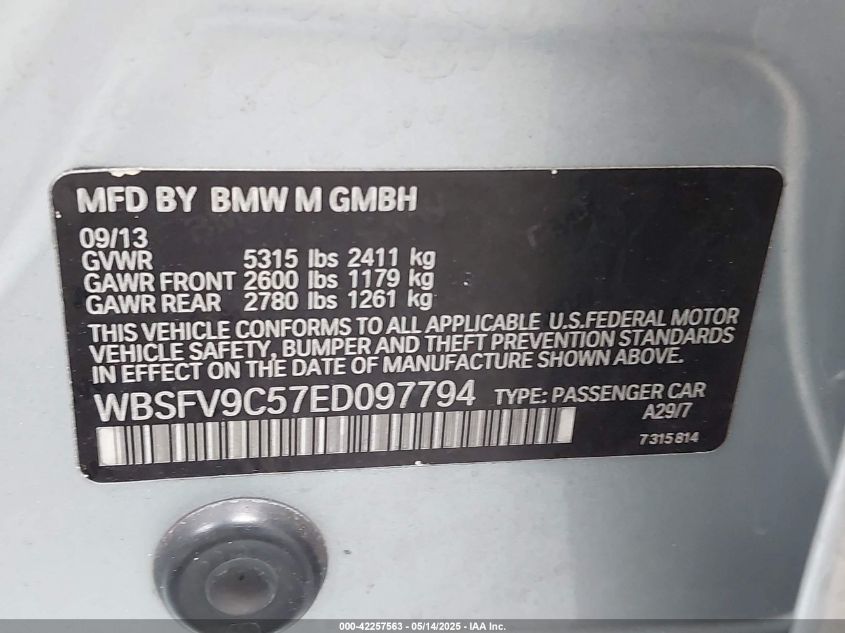 MFD BY BMW M GMBH
09/13
GVWR 5315 lbs 2411 kg
GAWR FRONT 2600 lbs 1179 kg
GAWR REAR 2780 lbs 1261 kg
THIS VEHICLE CONFORMS TO ALL APPLICABLE U.S.FEDERAL MOTOR
VEHICLE SAFETY, BUMPER AND THEFT PREVENTION STANDARDS
IN EFFECT ON THE DATE OF MANUFACTURE SHOWN ABOVE.
WBSFV9C57ED097794 TYPE: PASSENGER CAR
A29/7
7 315 814
000-42257563 - 05/14/2025 - IAA Inc.